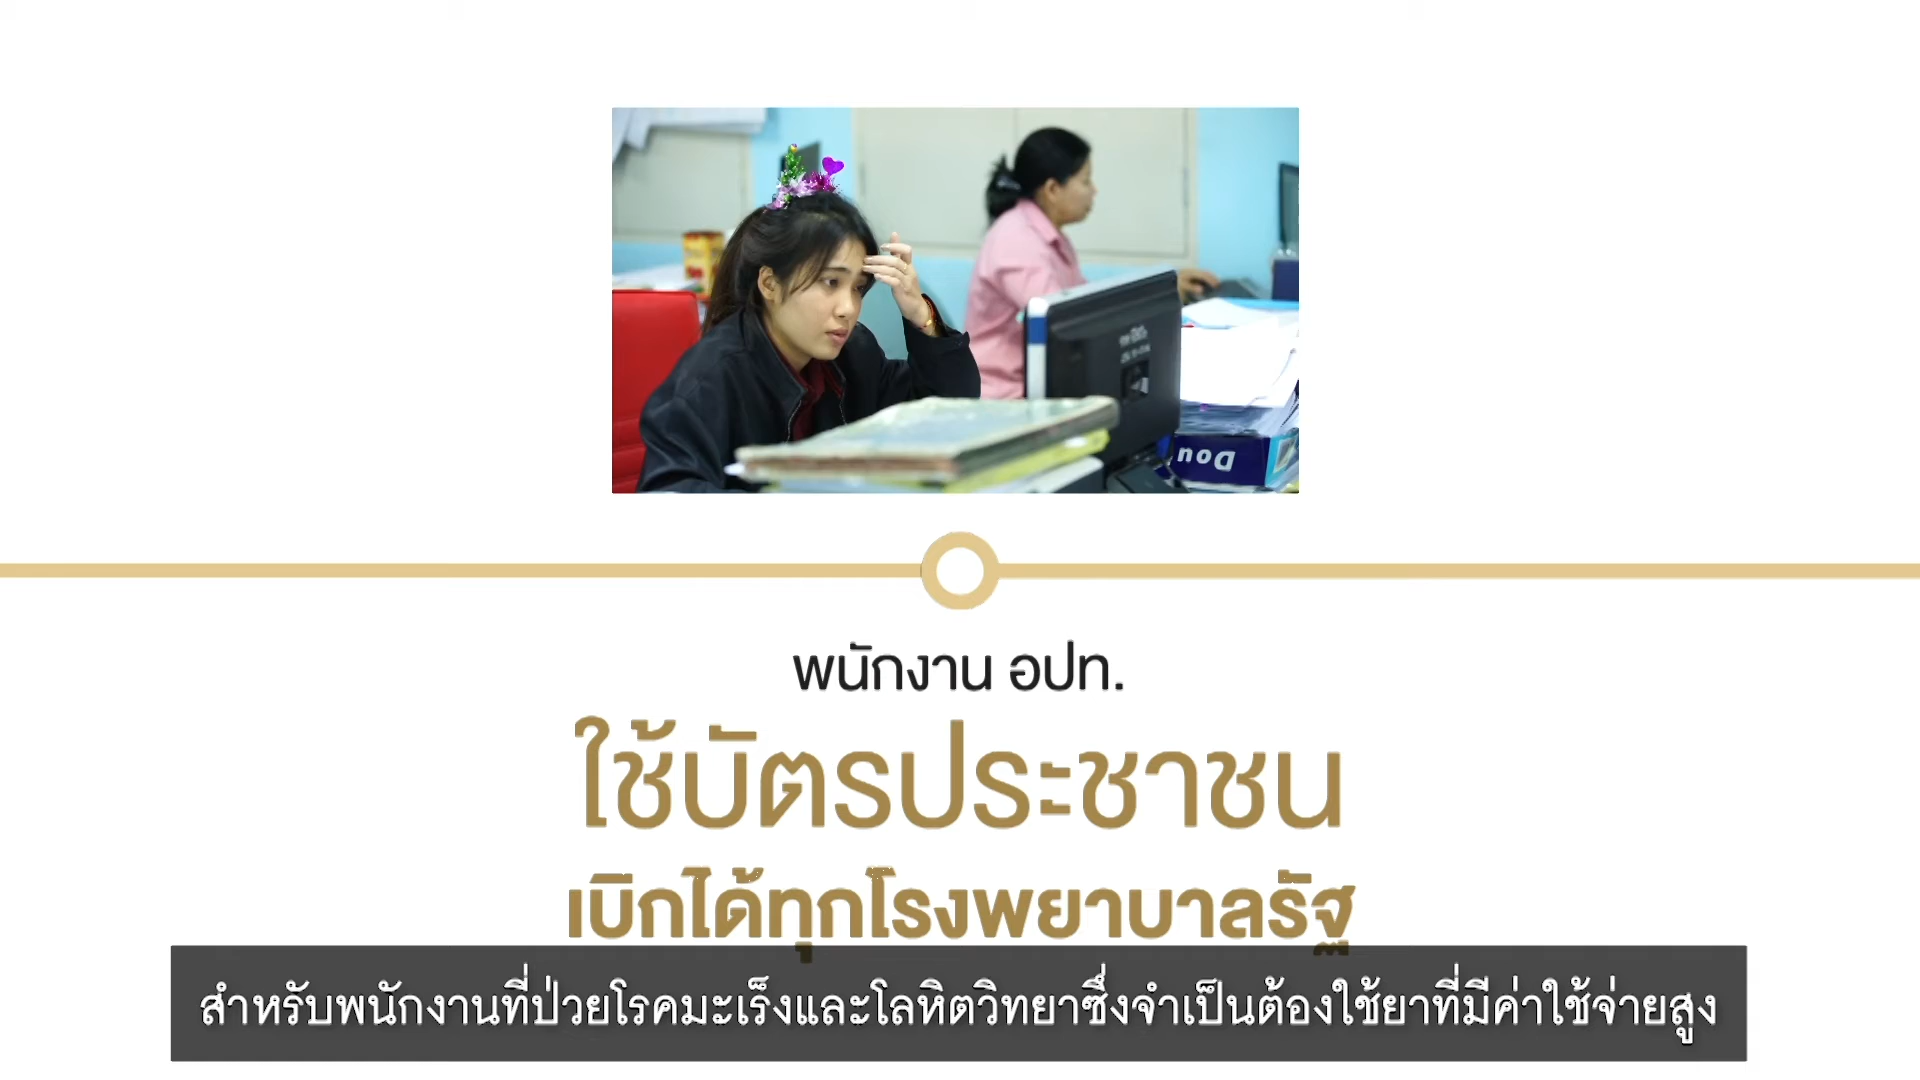 Don
พนักงาน อปท.
ใช้บัตรประชาชน
เบิกได้ทุกโรงพยาบาลรัฐ
สำหรับพนักงานที่ป่วยโรคมะเร็งและโลหิตวิทยาซึ่งจำเป็นต้องใช้ยาที่มีค่าใช้จ่ายสูง